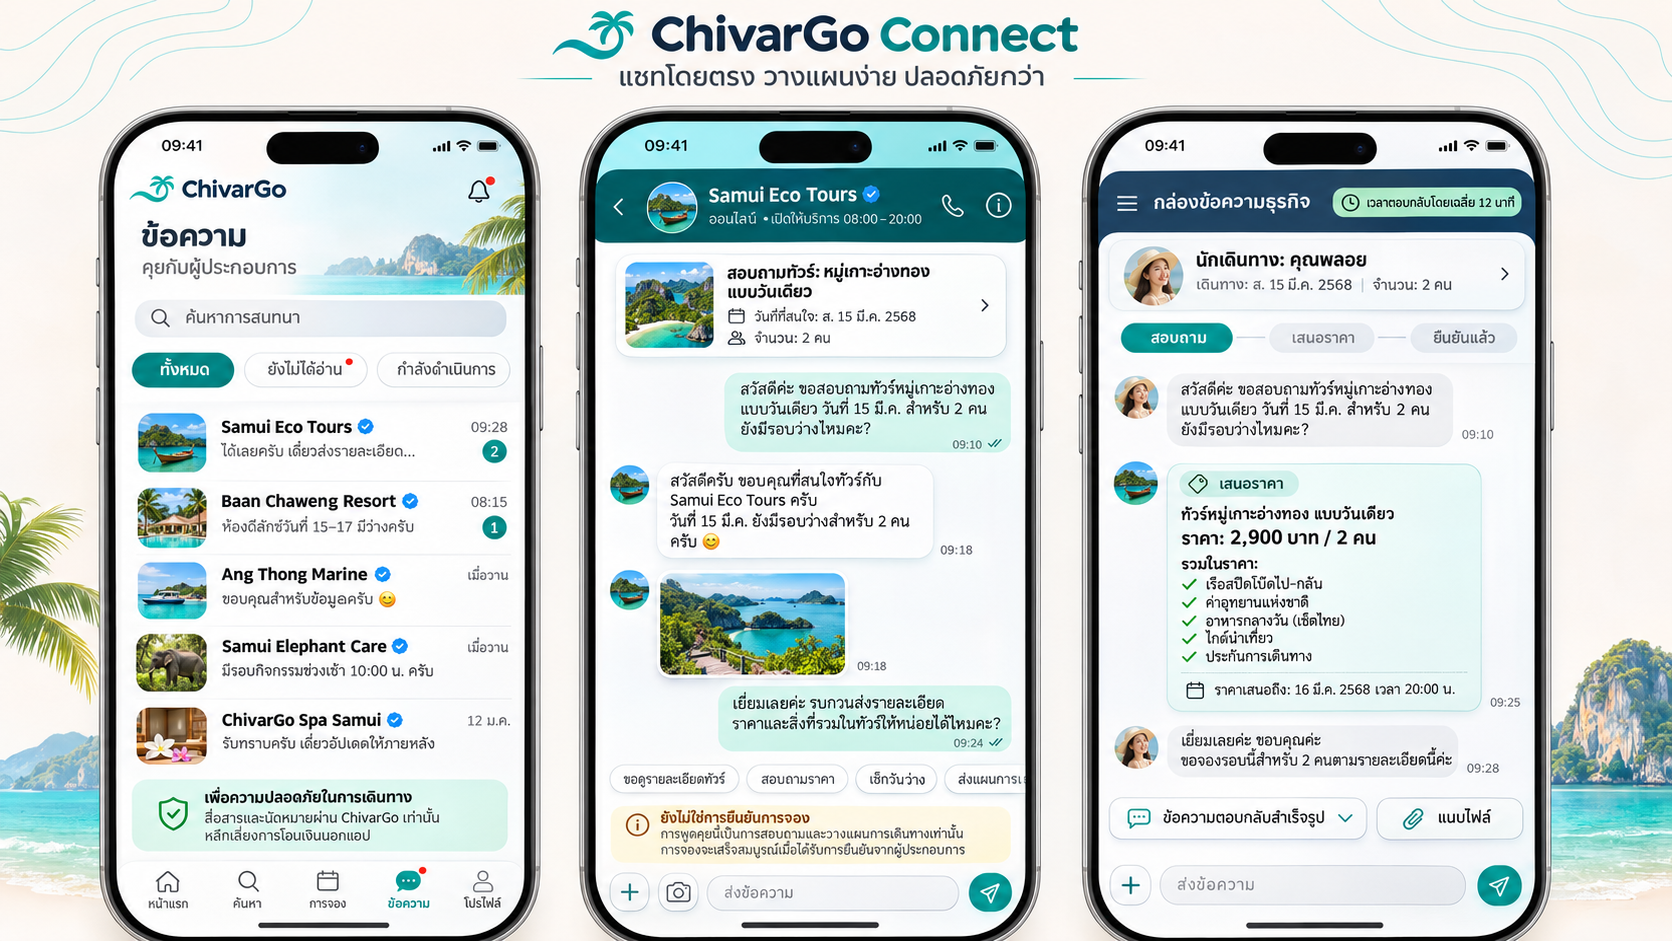 ChivarGo Connect
แชทโดยตรง วางแผนง่าย ปลอดภัยกว่า
09:41
ChivarGo
ข้อความ
คุยกับผู้ประกอบการ
ค้นหาการสนทนา
ทั้งหมด
ยังไม่ได้อ่าน
กำลังดำเนินการ
Samui Eco Tours
09:28
ได้เลยครับ เดี๋ยวส่งรายละเอียด...
2
Baan Chaweng Resort
08:15
ห้องดีลักซ์วันที่ 15–17 มีว่างครับ
1
Ang Thong Marine
เมื่อวาน
ขอบคุณสำหรับข้อมูลครับ 😊
Samui Elephant Care
เมื่อวาน
มีรอบกิจกรรมช่วงเช้า 10:00 น. ครับ
ChivarGo Spa Samui
12 ม.ค.
รับทราบครับ เดี๋ยวอัปเดตให้ภายหลัง
เพื่อความปลอดภัยในการเดินทาง
สื่อสารและนัดหมายผ่าน ChivarGo เท่านั้น
หลีกเลี่ยงการโอนเงินนอกแอป
หน้าแรก
ค้นหา
การจอง
ข้อความ
โปรไฟล์
09:41
Samui Eco Tours
ออนไลน์ • เปิดให้บริการ 08:00 – 20:00
สอบถามทัวร์: หมู่เกาะอ่างทอง
แบบวันเดียว
วันที่ที่สนใจ: ส. 15 มี.ค. 2568
จำนวน: 2 คน
สวัสดีค่ะ ขอสอบถามทัวร์หมู่เกาะอ่างทอง
แบบวันเดียว วันที่ 15 มี.ค. สำหรับ 2 คน
ยังมีรอบว่างไหมคะ?
09:10
สวัสดีครับ ขอบคุณที่สนใจทัวร์กับ
Samui Eco Tours ครับ
วันที่ 15 มี.ค. ยังมีรอบว่างสำหรับ 2 คน
ครับ 😊
09:18
09:18
เยี่ยมเลยค่ะ รบกวนส่งรายละเอียด
ราคาและสิ่งที่รวมในทัวร์ให้หน่อยได้ไหมคะ?
09:24
ขอดูรายละเอียดทัวร์
สอบถามราคา
เช็กวันว่าง
ส่งแผนการเ
ยังไม่ใช่การยืนยันการจอง
การพูดคุยนี้เป็นการสอบถามและวางแผนการเดินทางเท่านั้น
การจองจะเสร็จสมบูรณ์เมื่อได้รับการยืนยันจากผู้ประกอบการ
ส่งข้อความ
09:41
กล่องข้อความธุรกิจ
เวลาตอบกลับโดยเฉลี่ย 12 นาที
นักเดินทาง: คุณพลอย
เดินทาง: ส. 15 มี.ค. 2568 | จำนวน: 2 คน
สอบถาม
เสนอราคา
ยืนยันแล้ว
สวัสดีค่ะ ขอสอบถามทัวร์หมู่เกาะอ่างทอง
แบบวันเดียว วันที่ 15 มี.ค. สำหรับ 2 คน
ยังมีรอบว่างไหมคะ?
09:10
เสนอราคา
ทัวร์หมู่เกาะอ่างทอง แบบวันเดียว
ราคา: 2,900 บาท / 2 คน
รวมในราคา:
เรือสปีดโบ๊ตไป-กลับ
ค่าอุทยานแห่งชาติ
อาหารกลางวัน (เซ็ตไทย)
ไกด์นำเที่ยว
ประกันการเดินทาง
ราคาเสนอถึง: 16 มี.ค. 2568 เวลา 20:00 น.
09:25
เยี่ยมเลยค่ะ ขอบคุณค่ะ
ขอจองรอบนี้สำหรับ 2 คนตามรายละเอียดนี้ค่ะ
09:28
ข้อความตอบกลับสำเร็จรูป
แนบไฟล์
ส่งข้อความ